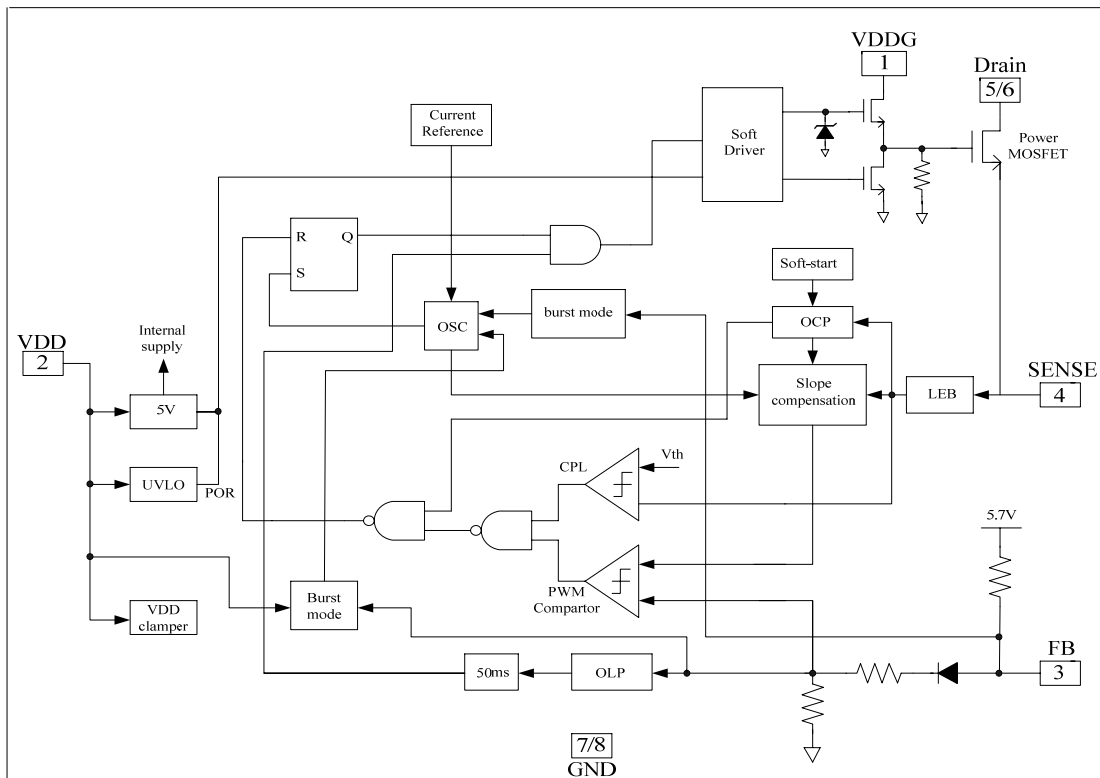 VDDG
1
Drain
5/6
Current
Reference
Soft
Driver
Power
MOSFET
R
Q
S
Soft-start
OSC
burst mode
OCP
Internal
supply
VDD
2
SENSE
4
5V
Slope
compensation
LEB
UVLO
POR
CPL
Vth
5.7V
PWM
Compartor
Burst
mode
VDD
clamper
FB
3
50ms
OLP
7/8
GND